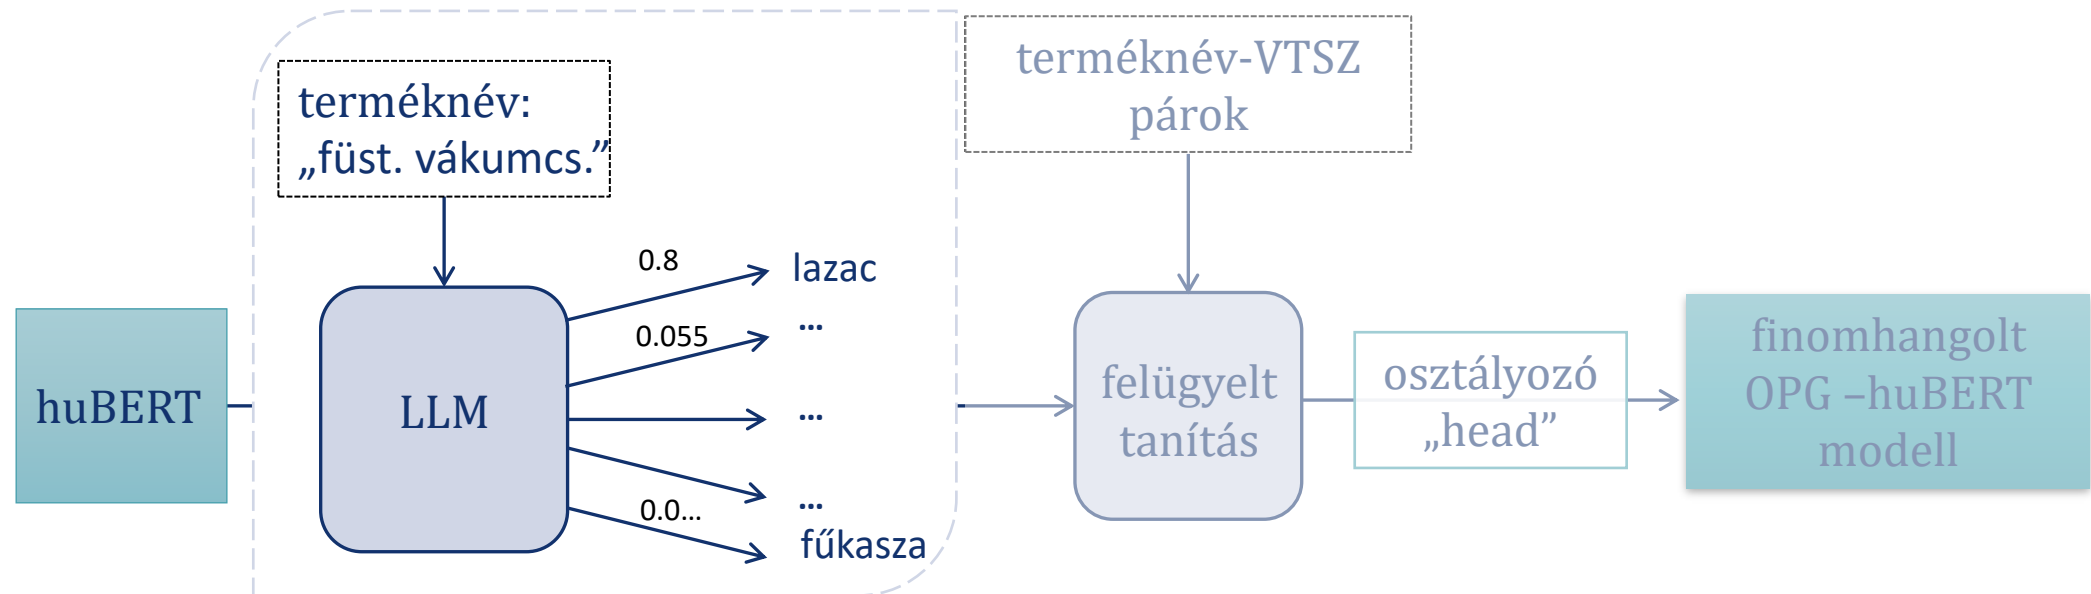 terméknév:
„füst. vákumcs.”
terméknév-VTSZ
párok
huBERT
LLM
0.8
lazac
0.055
...
...
...
0.0...
fűkasza
felügyelt
tanítás
osztályozó
„head”
finomhangolt
OPG –huBERT
modell